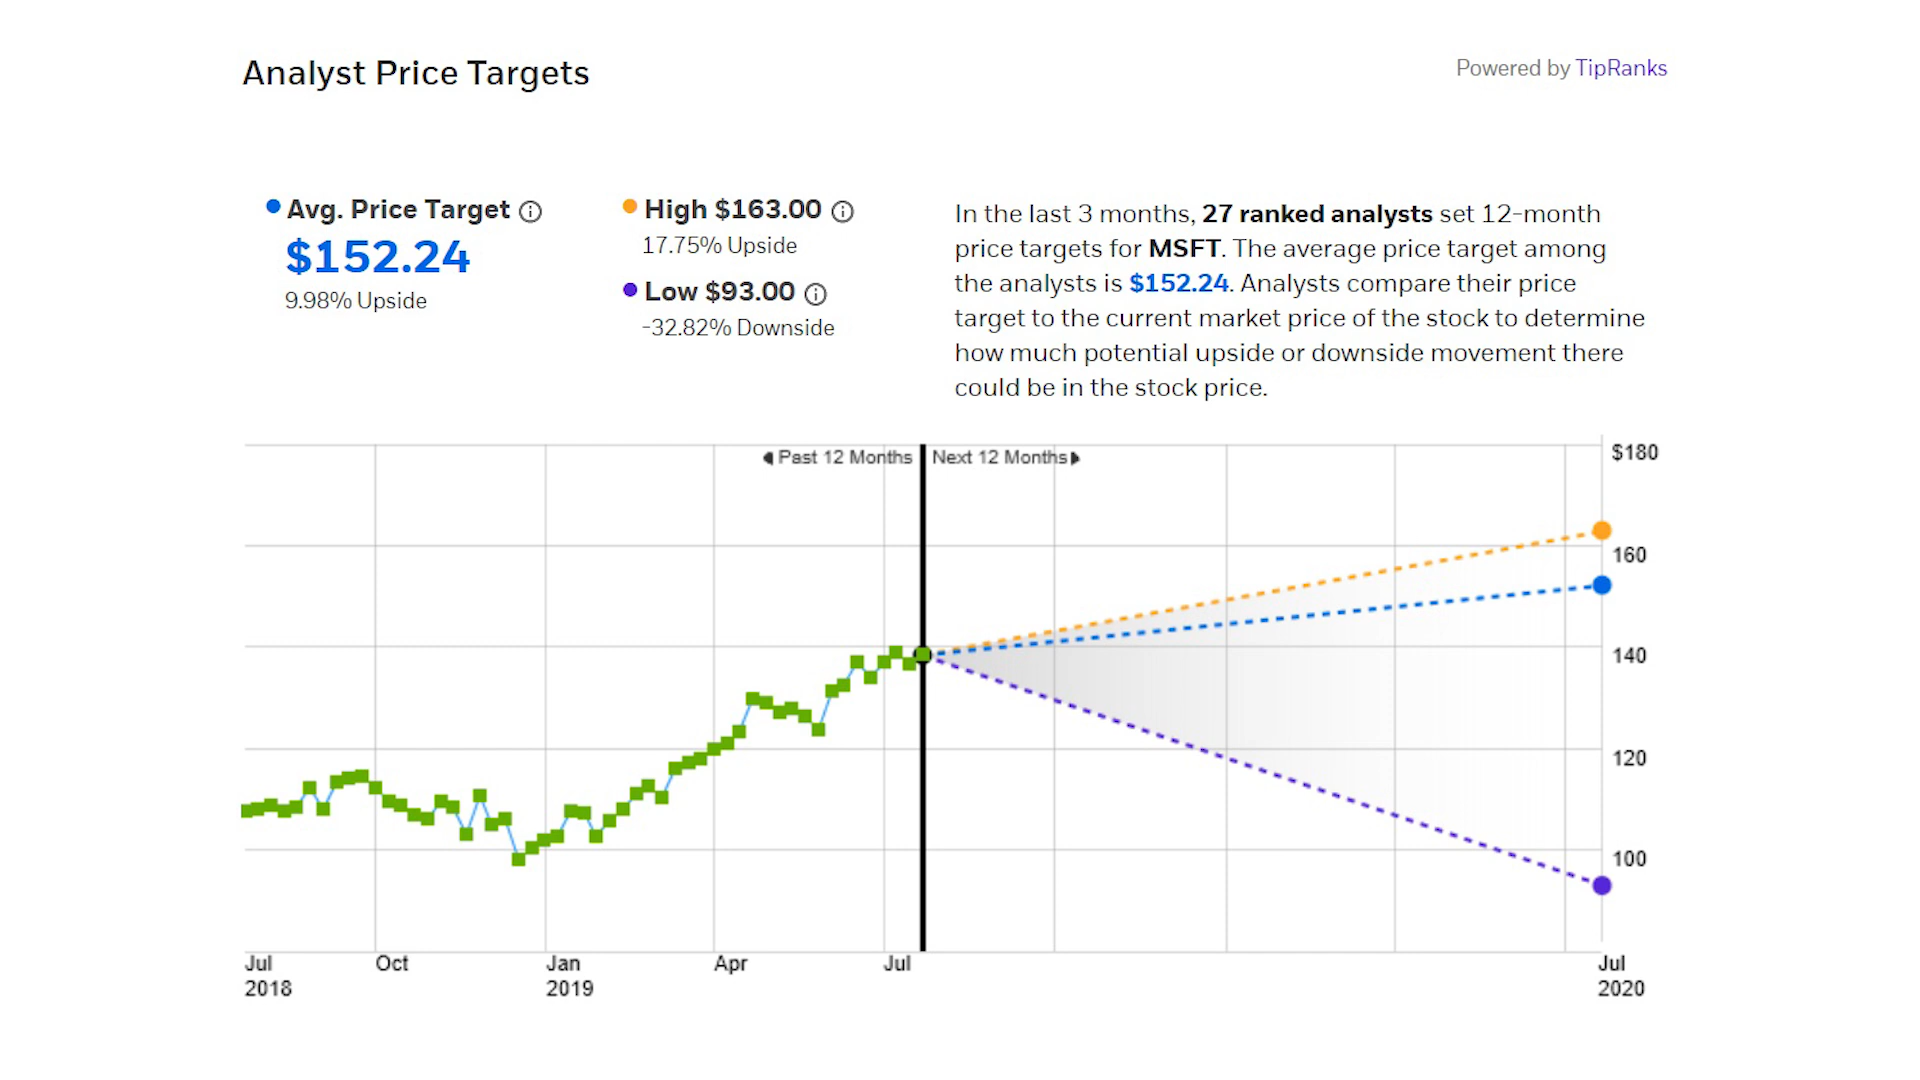 Analyst Price Targets
Powered by TipRanks
Avg. Price Target
$152.24
9.98% Upside
High $163.00
17.75% Upside
Low $93.00
-32.82% Downside
In the last 3 months, 27 ranked analysts set 12-month
price targets for MSFT. The average price target among
the analysts is $152.24. Analysts compare their price
target to the current market price of the stock to determine
how much potential upside or downside movement there
could be in the stock price.
Past 12 Months
Next 12 Months
$180
160
140
120
100
Jul
2018
Oct
Jan
2019
Apr
Jul
Jul
2020